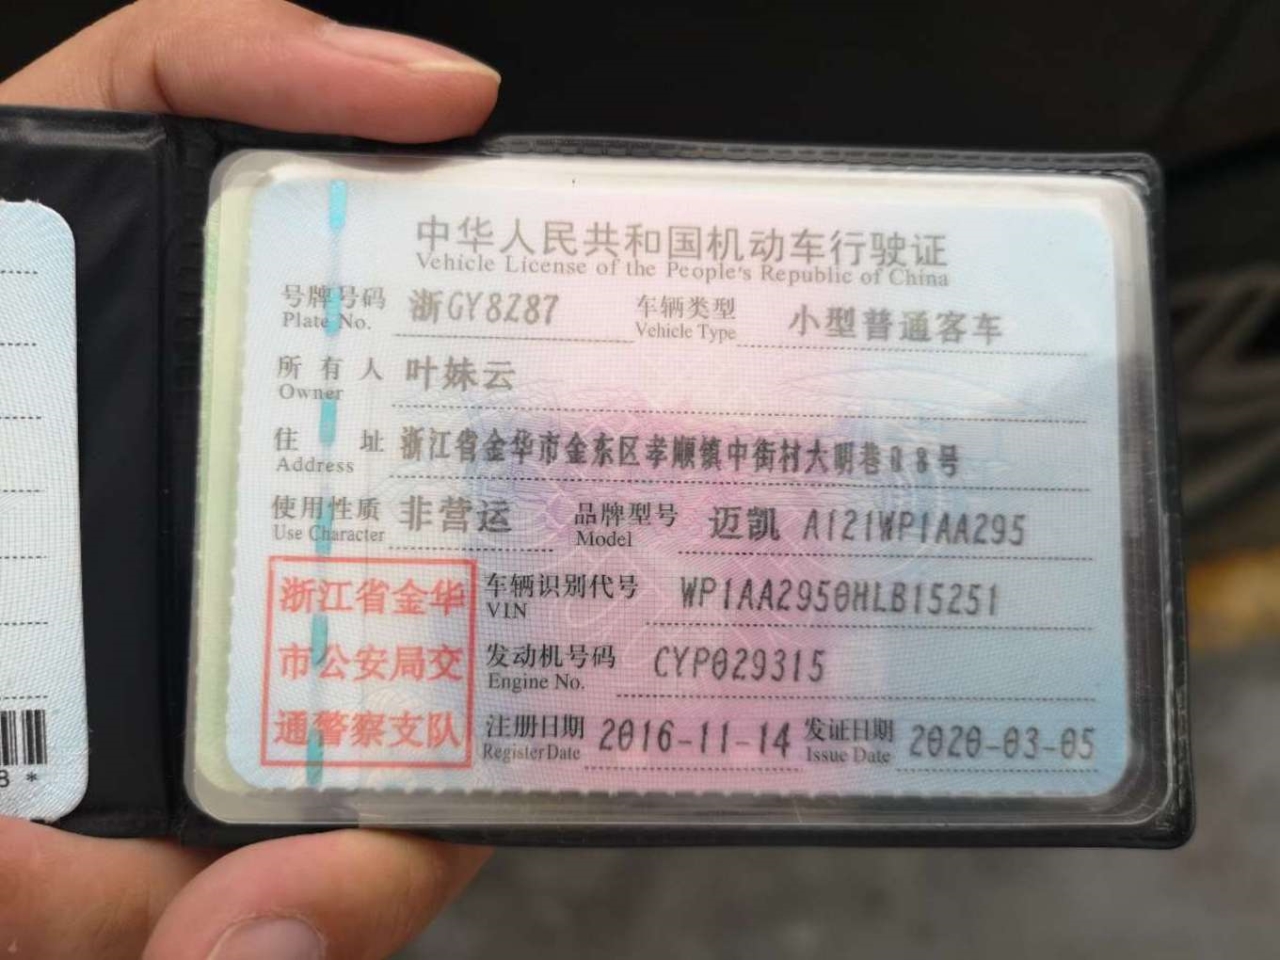 中华人民共和国机动车行驶证
Vehicle License of the People's Republic of China
号牌号码 浙GY8Z87 车辆类型 小型普通客车
Plate No. Vehicle Type
所有人 叶妹云
Owner
住址 浙江省金华市金东区孝顺镇中街村大明巷88号
Address
使用性质 非营运 品牌型号 迈凯 A121WP1AA295
Use Character Model
浙江省金华
市公安局交
通警察支队
车辆识别代号 WP1AA2950HLB15251
VIN
发动机号码 CYP029315
Engine No.
注册日期 2016-11-14 发证日期 2020-03-05
Register Date Issue Date
8 *